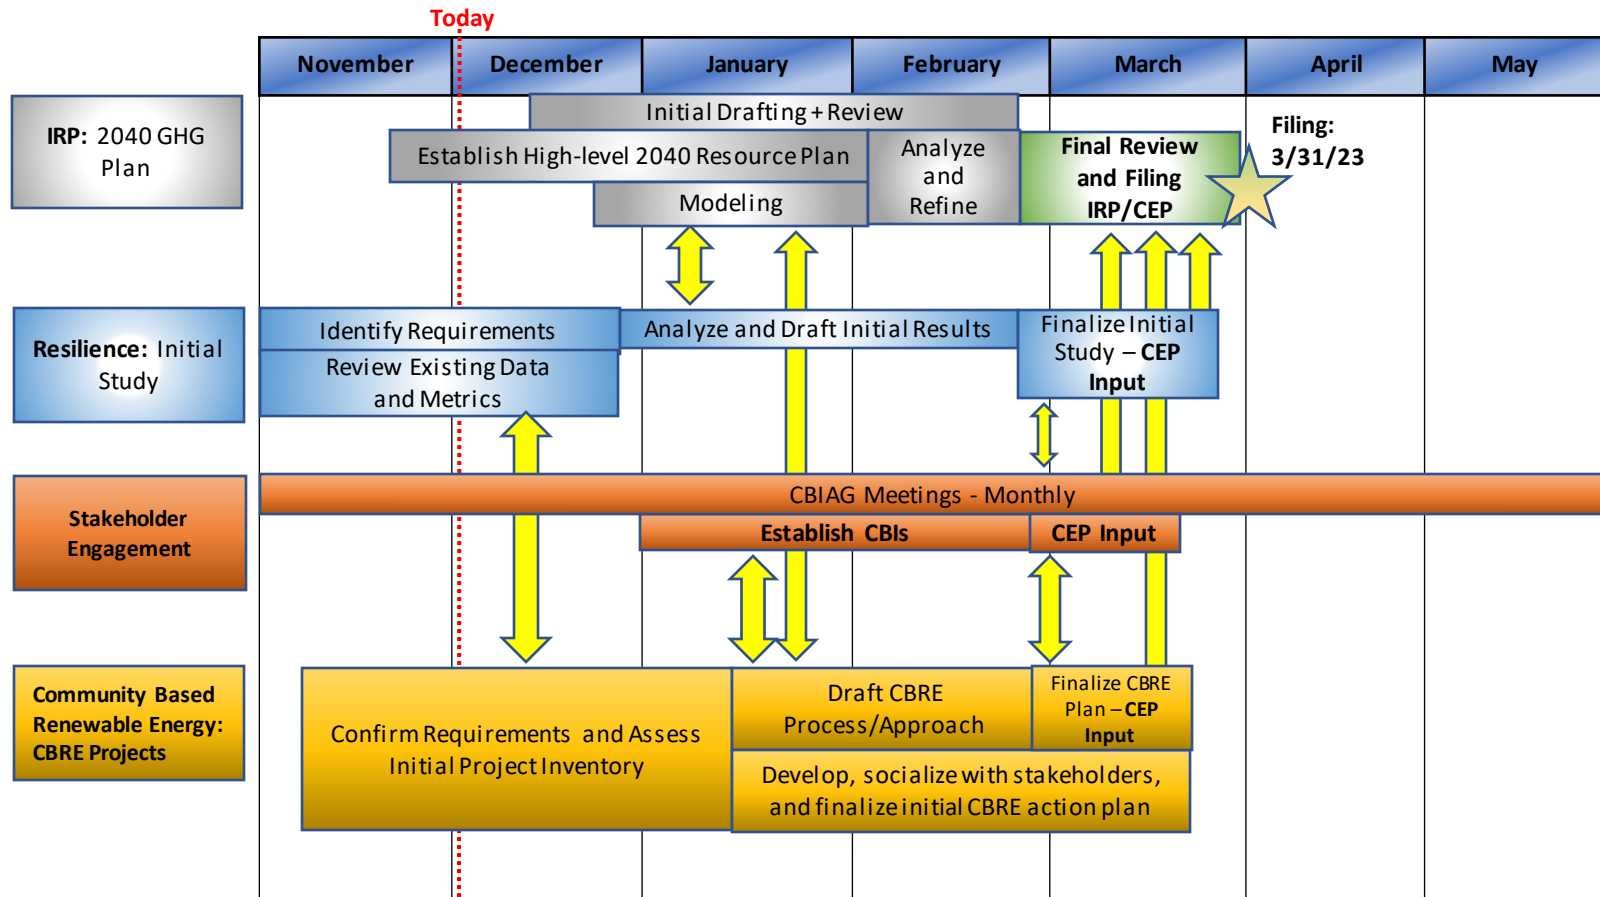 Today
November
December
January
February
March
April
May
IRP: 2040 GHG
Plan
Initial Drafting + Review
Establish High-level 2040 Resource Plan
Modeling
Analyze
and
Refine
Final Review
and Filing
IRP/CEP
Filing:
3/31/23
Resilience: Initial
Study
Identify Requirements
Review Existing Data
and Metrics
Analyze and Draft Initial Results
Finalize Initial
Study – CEP
Input
Stakeholder
Engagement
CBIAG Meetings - Monthly
Establish CBIs
CEP Input
Community Based
Renewable Energy:
CBRE Projects
Confirm Requirements and Assess
Initial Project Inventory
Draft CBRE
Process/Approach
Finalize CBRE
Plan – CEP
Input
Develop, socialize with stakeholders,
and finalize initial CBRE action plan